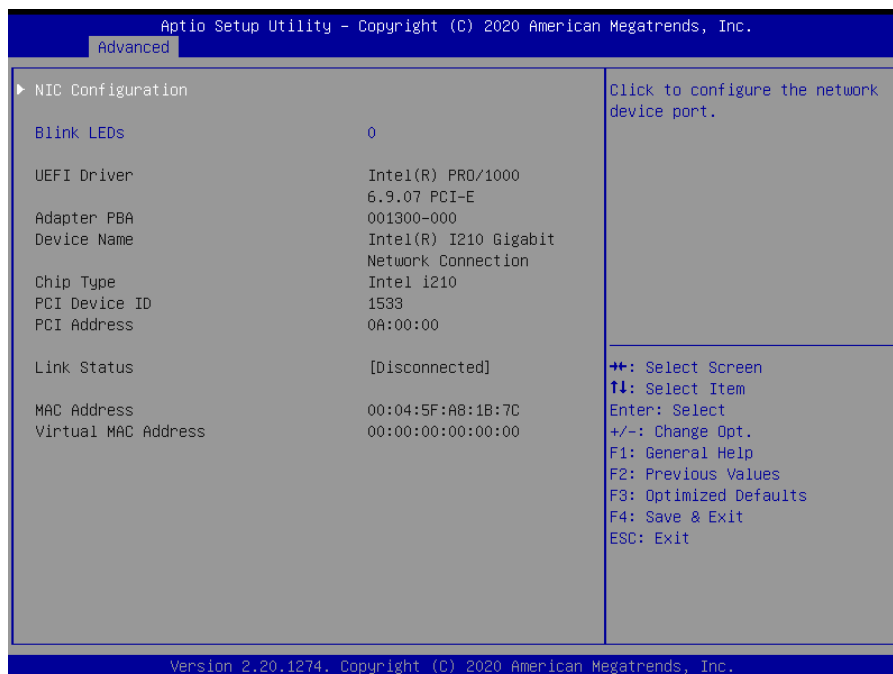 Aptio Setup Utility – Copyright (C) 2020 American Megatrends, Inc.
Advanced
▶ NIC Configuration
Blink LEDs 0
UEFI Driver Intel(R) PRO/1000
6.9.07 PCI-E
Adapter PBA 001300-000
Device Name Intel(R) I210 Gigabit
Network Connection
Chip Type Intel i210
PCI Device ID 1533
PCI Address 0A:00:00
Link Status [Disconnected]
MAC Address 00:04:5F:A8:1B:7C
Virtual MAC Address 00:00:00:00:00:00
Click to configure the network
device port.
→←: Select Screen
↑↓: Select Item
Enter: Select
+/-: Change Opt.
F1: General Help
F2: Previous Values
F3: Optimized Defaults
F4: Save & Exit
ESC: Exit
Version 2.20.1274. Copyright (C) 2020 American Megatrends, Inc.